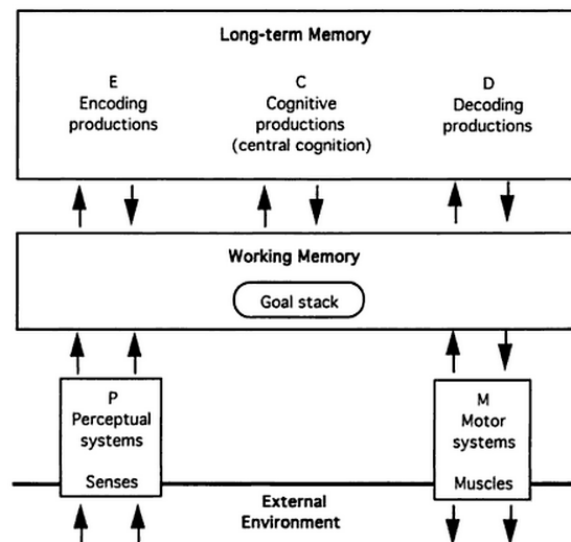 Long-term Memory
E
Encoding
productions
C
Cognitive
productions
(central cognition)
D
Decoding
productions
Working Memory
Goal stack
P
Perceptual
systems
Senses
M
Motor
systems
Muscles
External
Environment